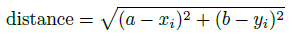 distance = √(a − xᵢ)² + (b − yᵢ)²